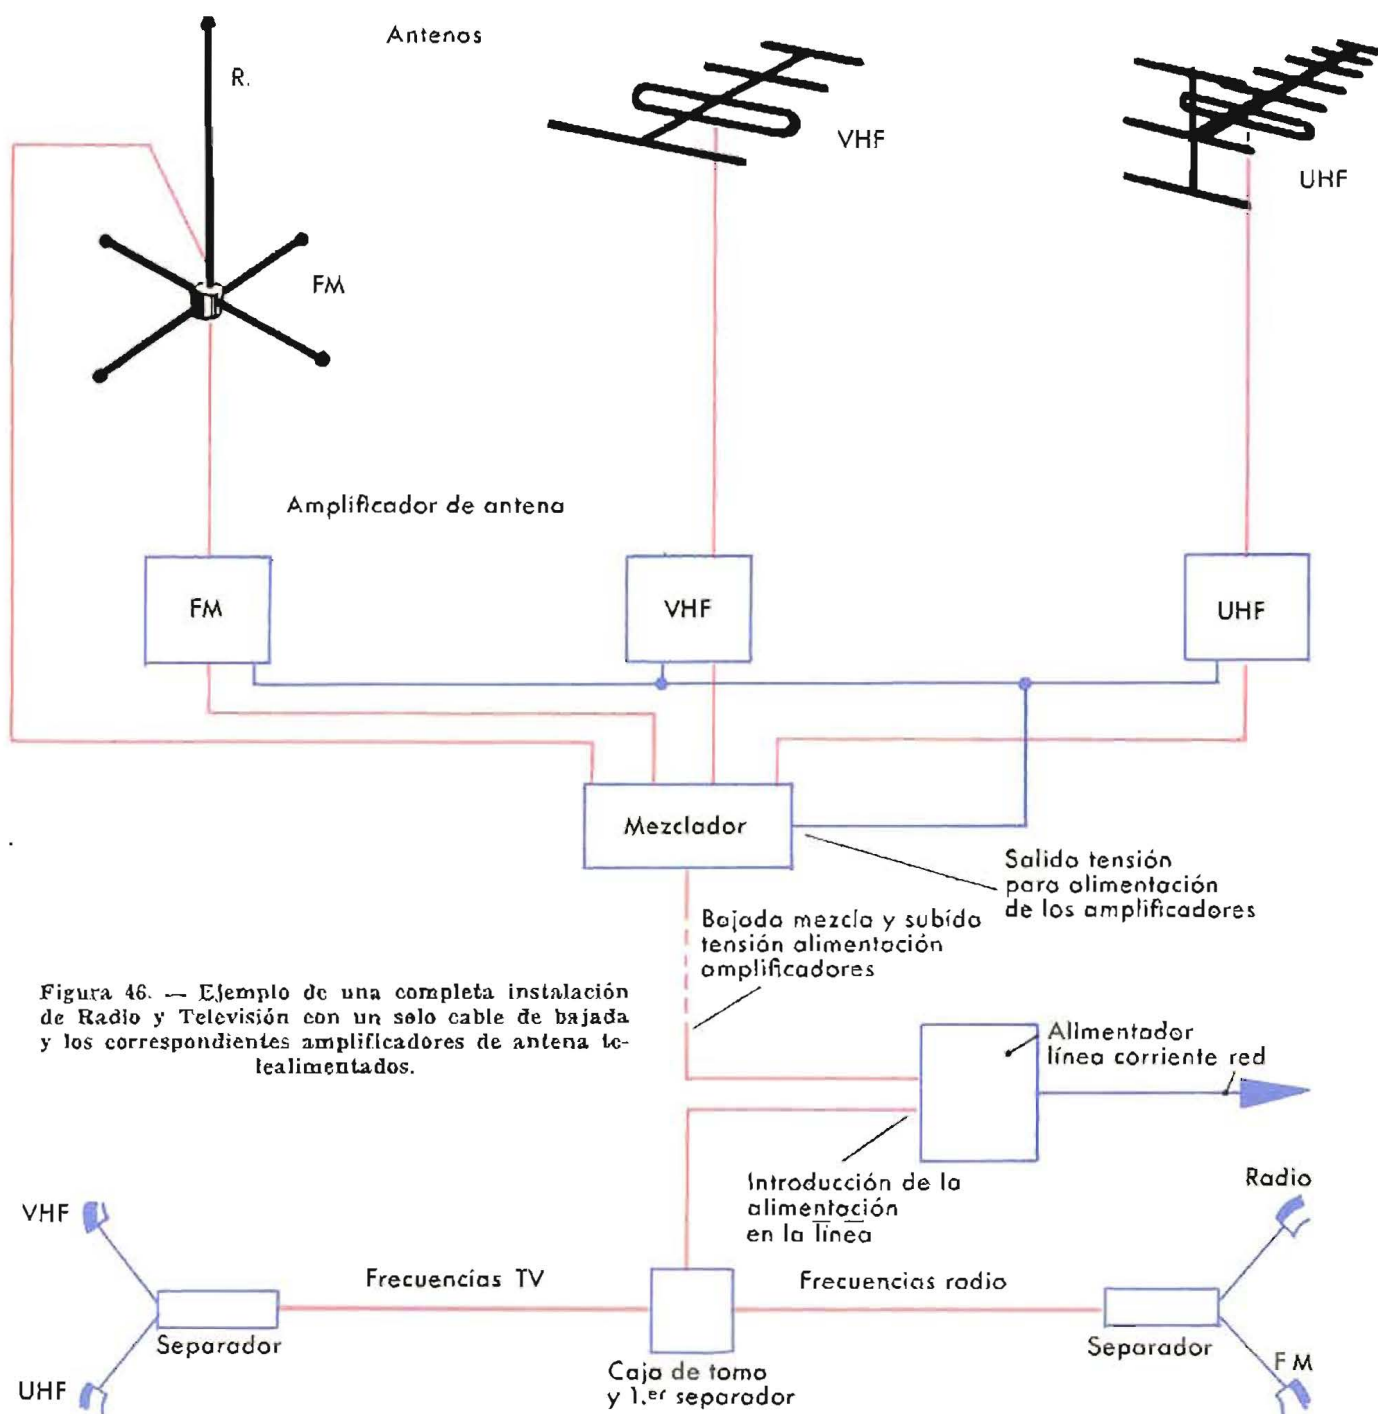 Antenos
R.
VHF
UHF
FM
Amplificador de antena
FM
VHF
UHF
Mezclador
Salido tensión
para alimentación
de los amplificadores
Bajada mezcla y subida
tensión alimentación
amplificadores
Figura 46. — Ejemplo de una completa instalación
de Radio y Televisión con un solo cable de bajada
y los correspondientes amplificadores de antena te-
lealimentados.
Alimentador
línea corriente red
Introducción de la
alimentación
en la línea
Radio
VHF
Frecuencias TV
Frecuencias radio
Separador
Separador
UHF
Caja de toma
y 1.er separador
FM